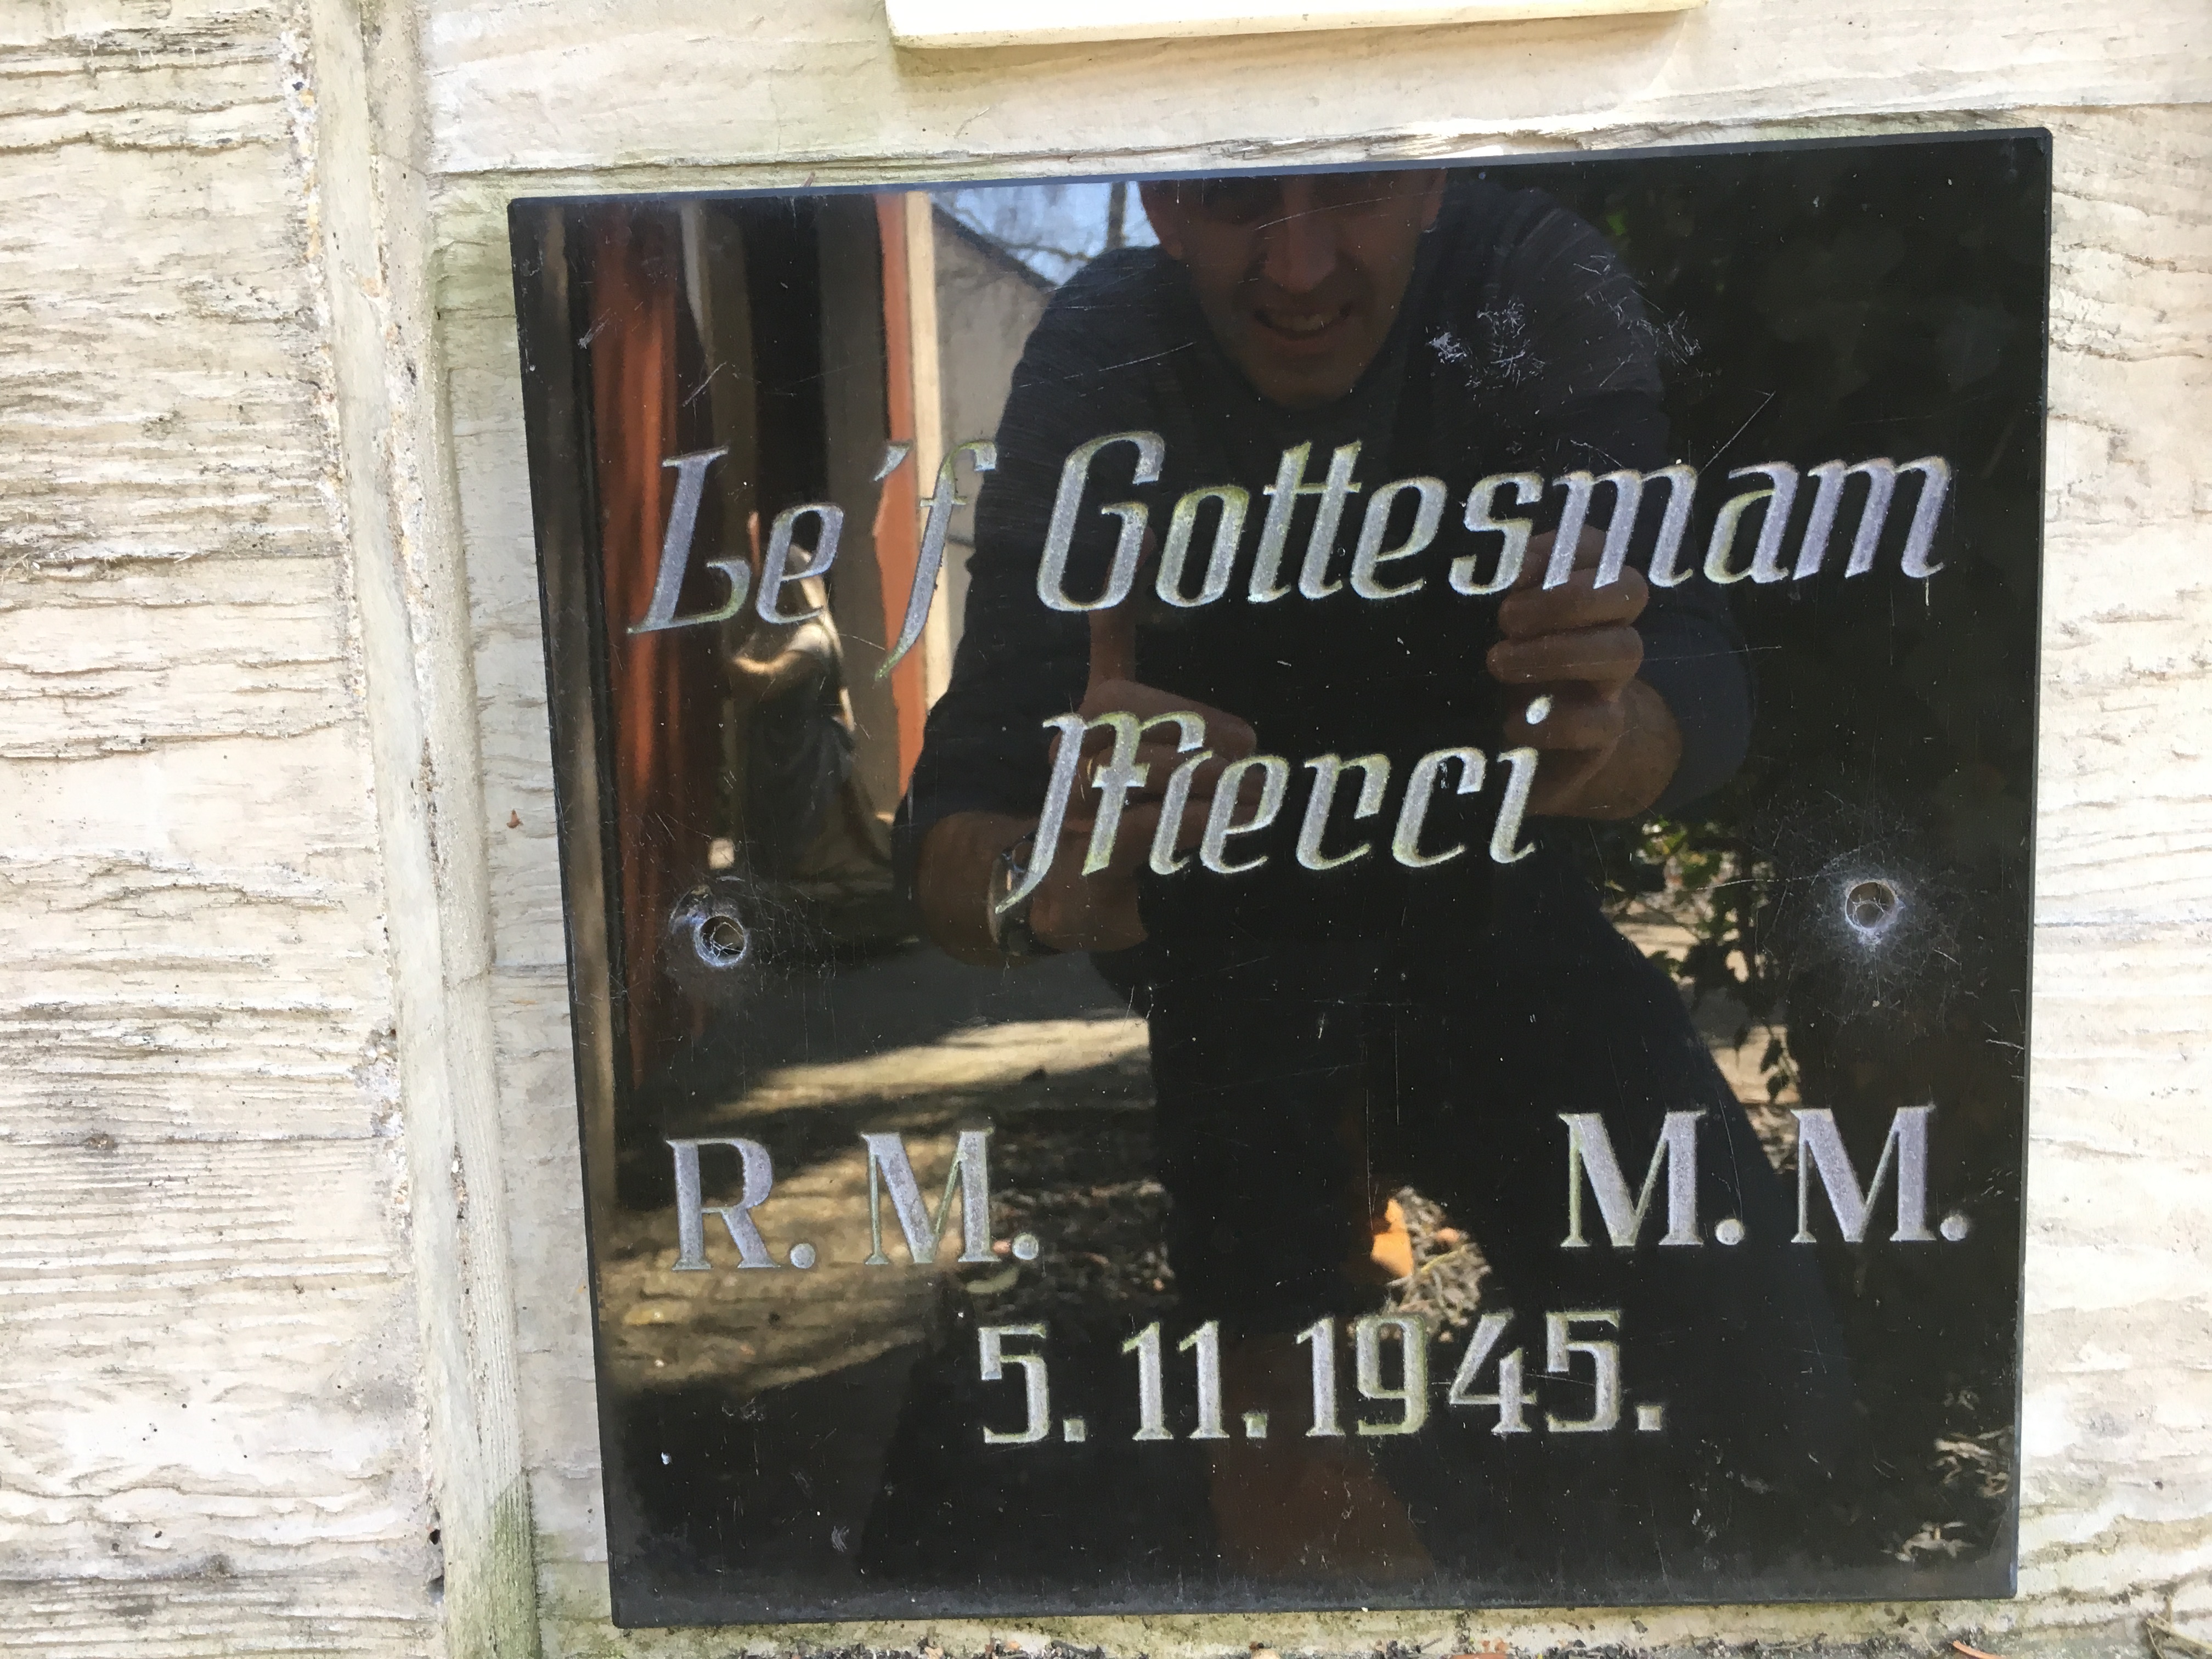 Le'f Gottesmam
Merci
R. M. M. M.
5. 11. 1945.